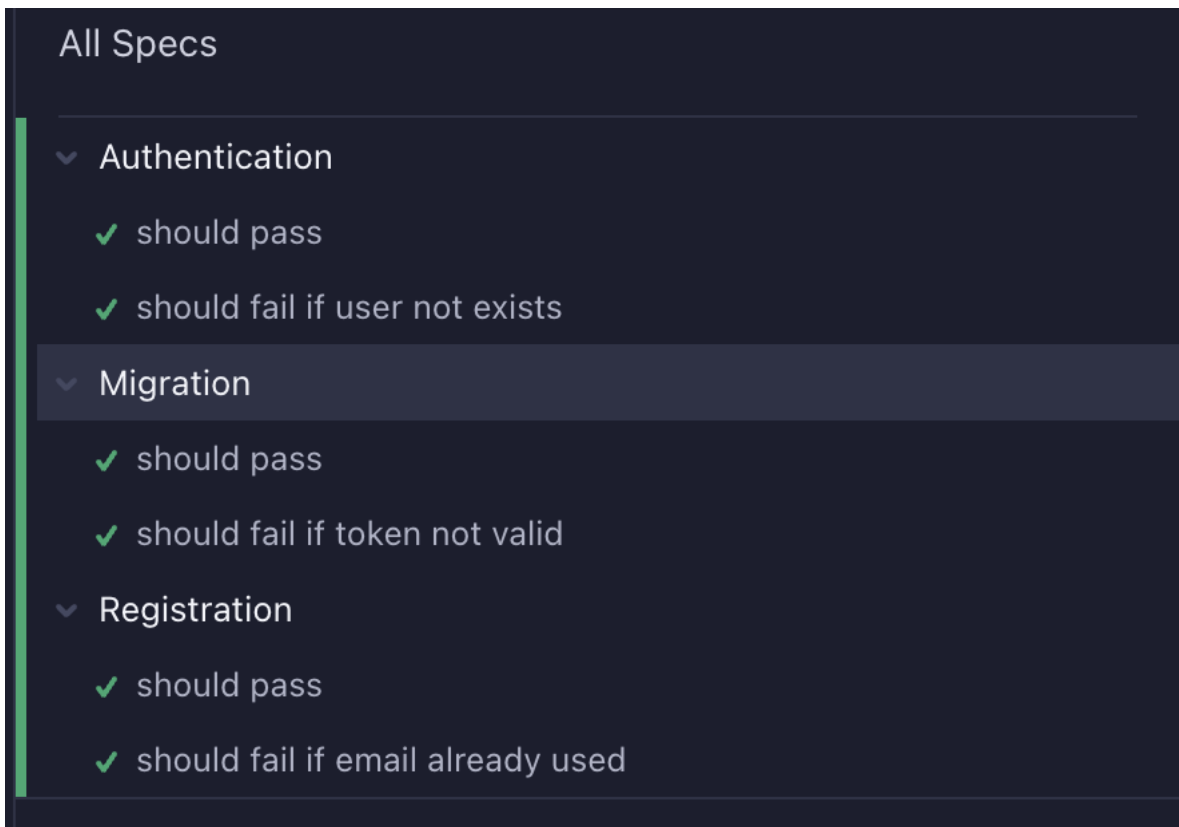 All Specs
Authentication
should pass
should fail if user not exists
Migration
should pass
should fail if token not valid
Registration
should pass
should fail if email already used